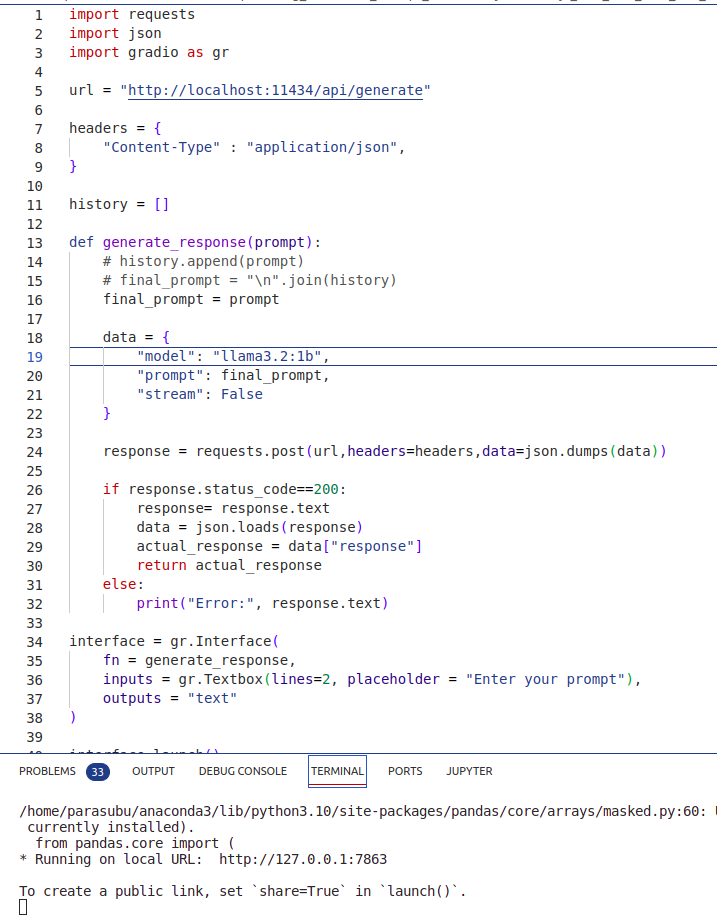 1 import requests
2 import json
3 import gradio as gr
4
5 url = "http://localhost:11434/api/generate"
6
7 headers = {
8     "Content-Type" : "application/json",
9 }
10
11 history = []
12
13 def generate_response(prompt):
14     # history.append(prompt)
15     # final_prompt = "\n".join(history)
16     final_prompt = prompt
17
18     data = {
19         "model": "llama3.2:1b",
20         "prompt": final_prompt,
21         "stream": False
22     }
23
24     response = requests.post(url,headers=headers,data=json.dumps(data))
25
26     if response.status_code==200:
27         response= response.text
28         data = json.loads(response)
29         actual_response = data["response"]
30         return actual_response
31     else:
32         print("Error:", response.text)
33
34 interface = gr.Interface(
35     fn = generate_response,
36     inputs = gr.Textbox(lines=2, placeholder = "Enter your prompt"),
37     outputs = "text"
38 )
39
40 interface.launch()
PROBLEMS 33 OUTPUT DEBUG CONSOLE TERMINAL PORTS JUPYTER
/home/parasubu/anaconda3/lib/python3.10/site-packages/pandas/core/arrays/masked.py:60:
 currently installed).
  from pandas.core import (
* Running on local URL:  http://127.0.0.1:7863
To create a public link, set `share=True` in `launch()`.